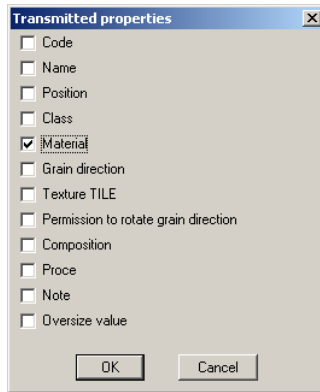 Transmitted properties
Code
Name
Position
Class
Material
Grain direction
Texture TILE
Permission to rotate grain direction
Composition
Proce
Note
Oversize value
OK Cancel